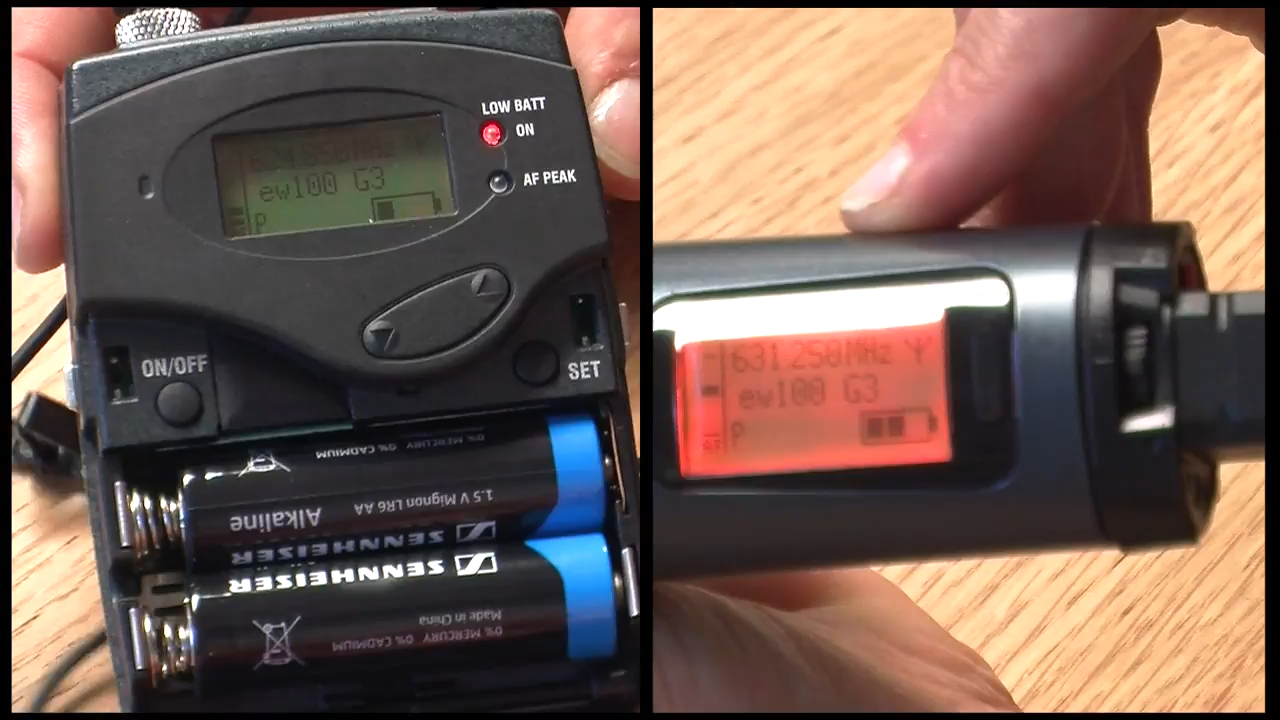 LOW BATT
ON
AF PEAK
ew100 G3
P
ON/OFF
SET
0% MERCURY 0% CADMIUM
1.5 V Mignon LR6 AA
Alkaline
SENNHEISER
SENNHEISER
Made in China
0% MERCURY 0% CADMIUM
631.250MHz
ew100 G3
P